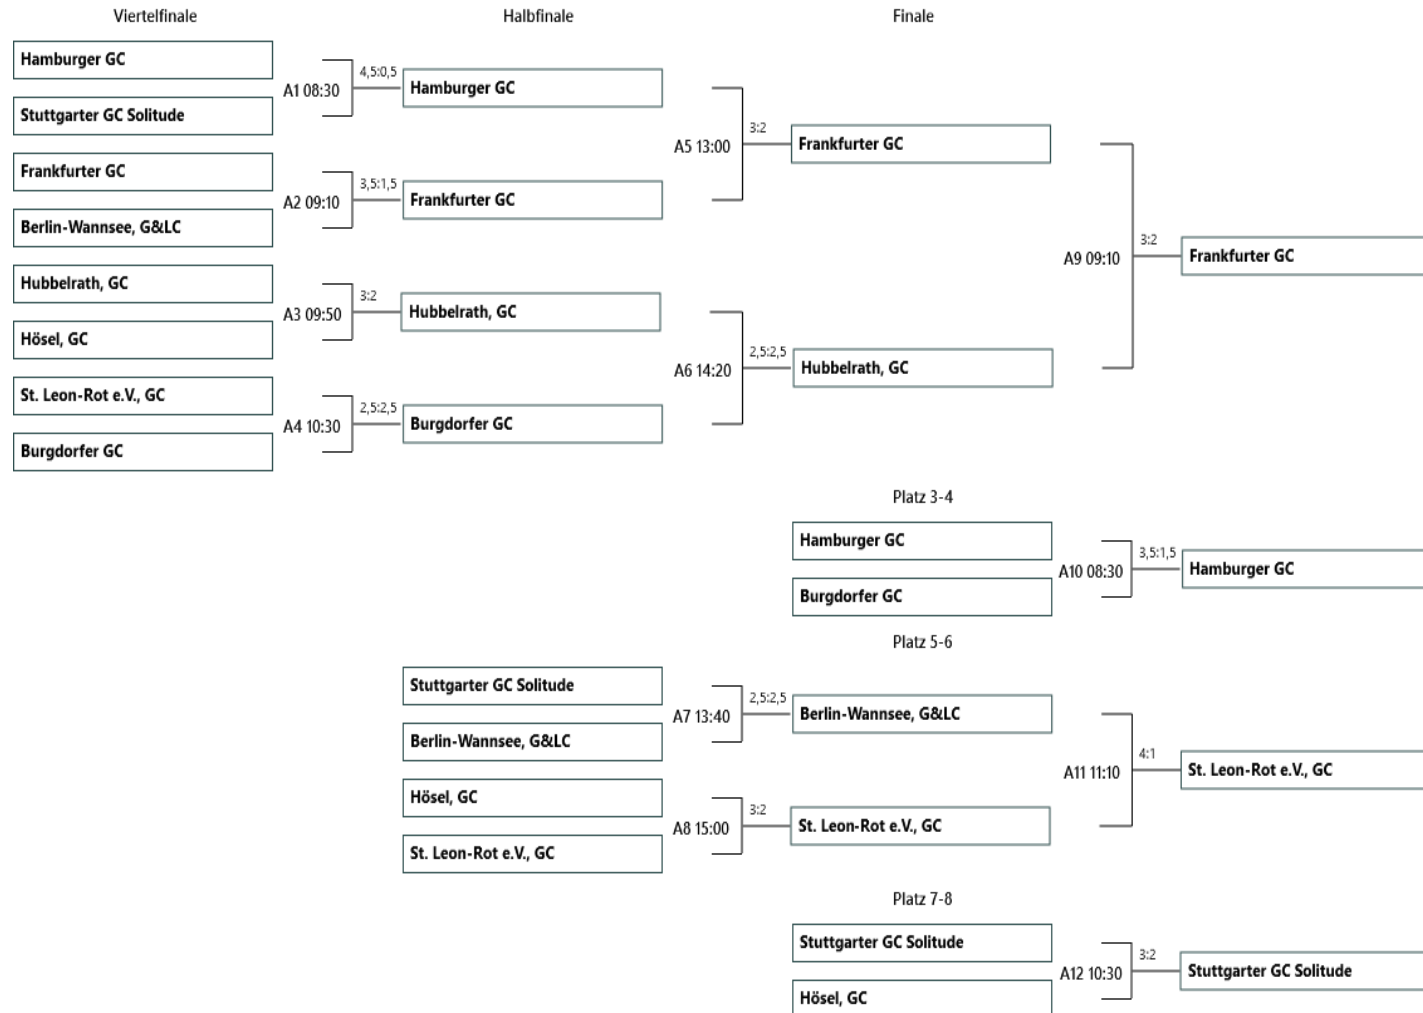 Viertelfinale
Halbfinale
Finale
Hamburger GC
Stuttgarter GC Solitude
A1 08:30
4,5:0,5
Hamburger GC
Frankfurter GC
Berlin-Wannsee, G&LC
A2 09:10
3,5:1,5
Frankfurter GC
Hubbelrath, GC
Hösel, GC
A3 09:50
3:2
Hubbelrath, GC
St. Leon-Rot e.V., GC
Burgdorfer GC
A4 10:30
2,5:2,5
Burgdorfer GC
A5 13:00
3:2
Frankfurter GC
A6 14:20
2,5:2,5
Hubbelrath, GC
A9 09:10
3:2
Frankfurter GC
Platz 3-4
Hamburger GC
Burgdorfer GC
A10 08:30
3,5:1,5
Hamburger GC
Platz 5-6
Stuttgarter GC Solitude
Berlin-Wannsee, G&LC
A7 13:40
2,5:2,5
Berlin-Wannsee, G&LC
Hösel, GC
St. Leon-Rot e.V., GC
A8 15:00
3:2
St. Leon-Rot e.V., GC
A11 11:10
4:1
St. Leon-Rot e.V., GC
Platz 7-8
Stuttgarter GC Solitude
Hösel, GC
A12 10:30
3:2
Stuttgarter GC Solitude